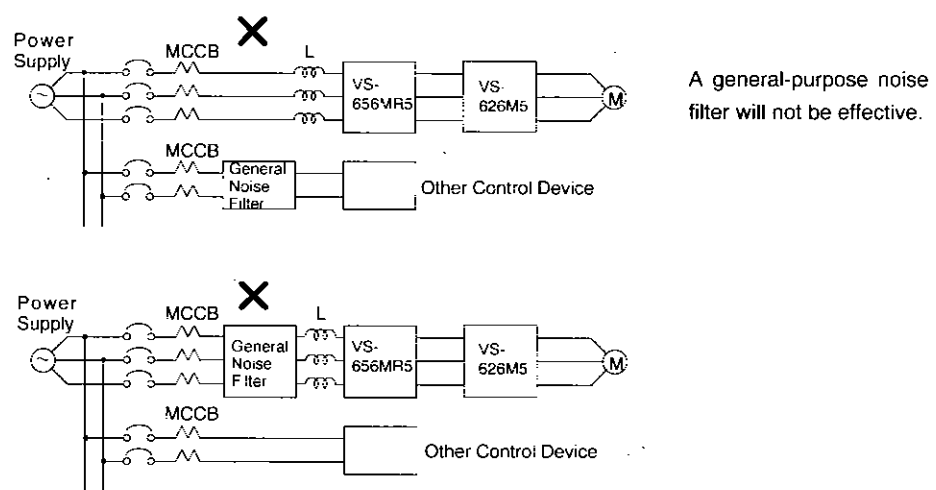 Power
Supply
MCCB
L
VS-
656MR5
VS-
626M5
M
A general-purpose noise
filter will not be effective.
MCCB
General
Noise
Filter
Other Control Device
Power
Supply
MCCB
L
General
Noise
Filter
VS-
656MR5
VS-
626M5
M
MCCB
Other Control Device